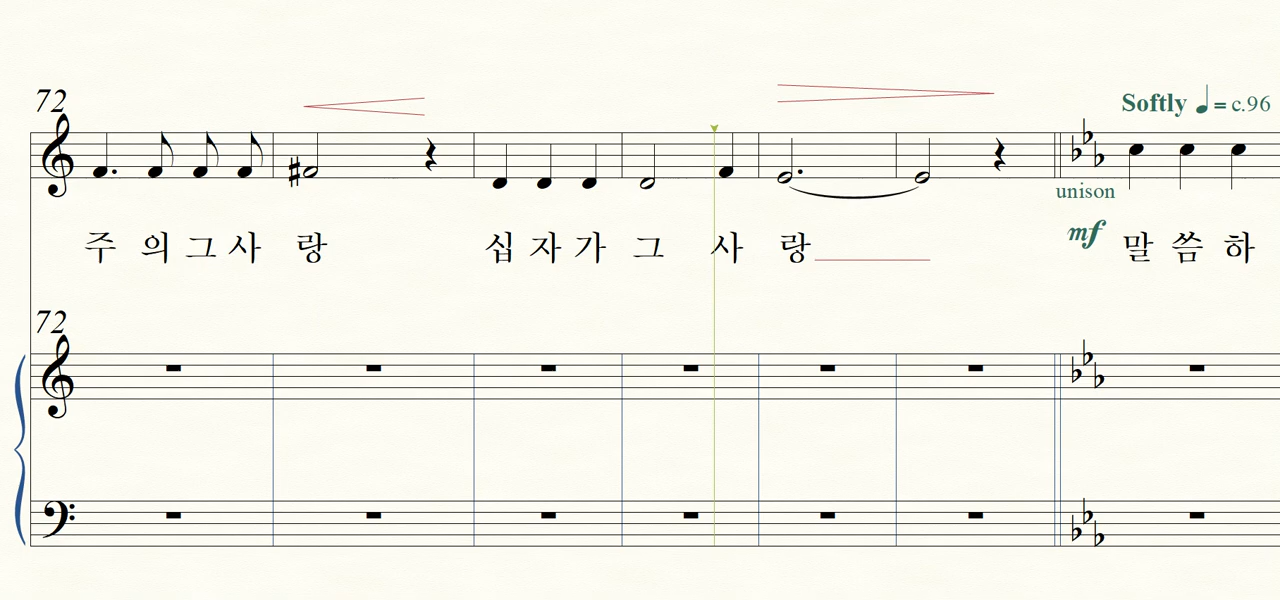 72
Softly ♩ = c.96
unison
mf
주 의 그 사 랑 십 자 가 그 사 랑 말 씀 하
72